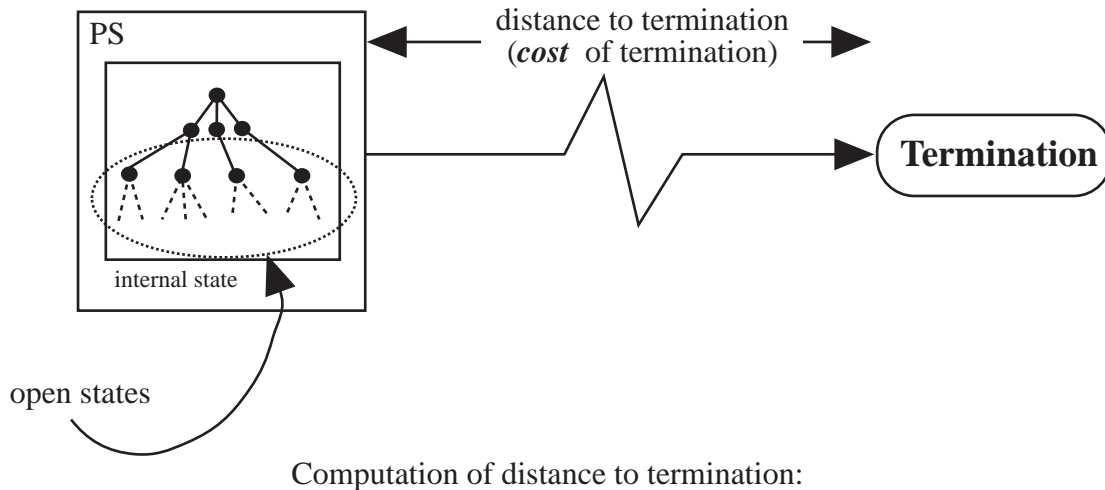 PS
distance to termination
(cost of termination)
Termination
internal state
open states
Computation of distance to termination: